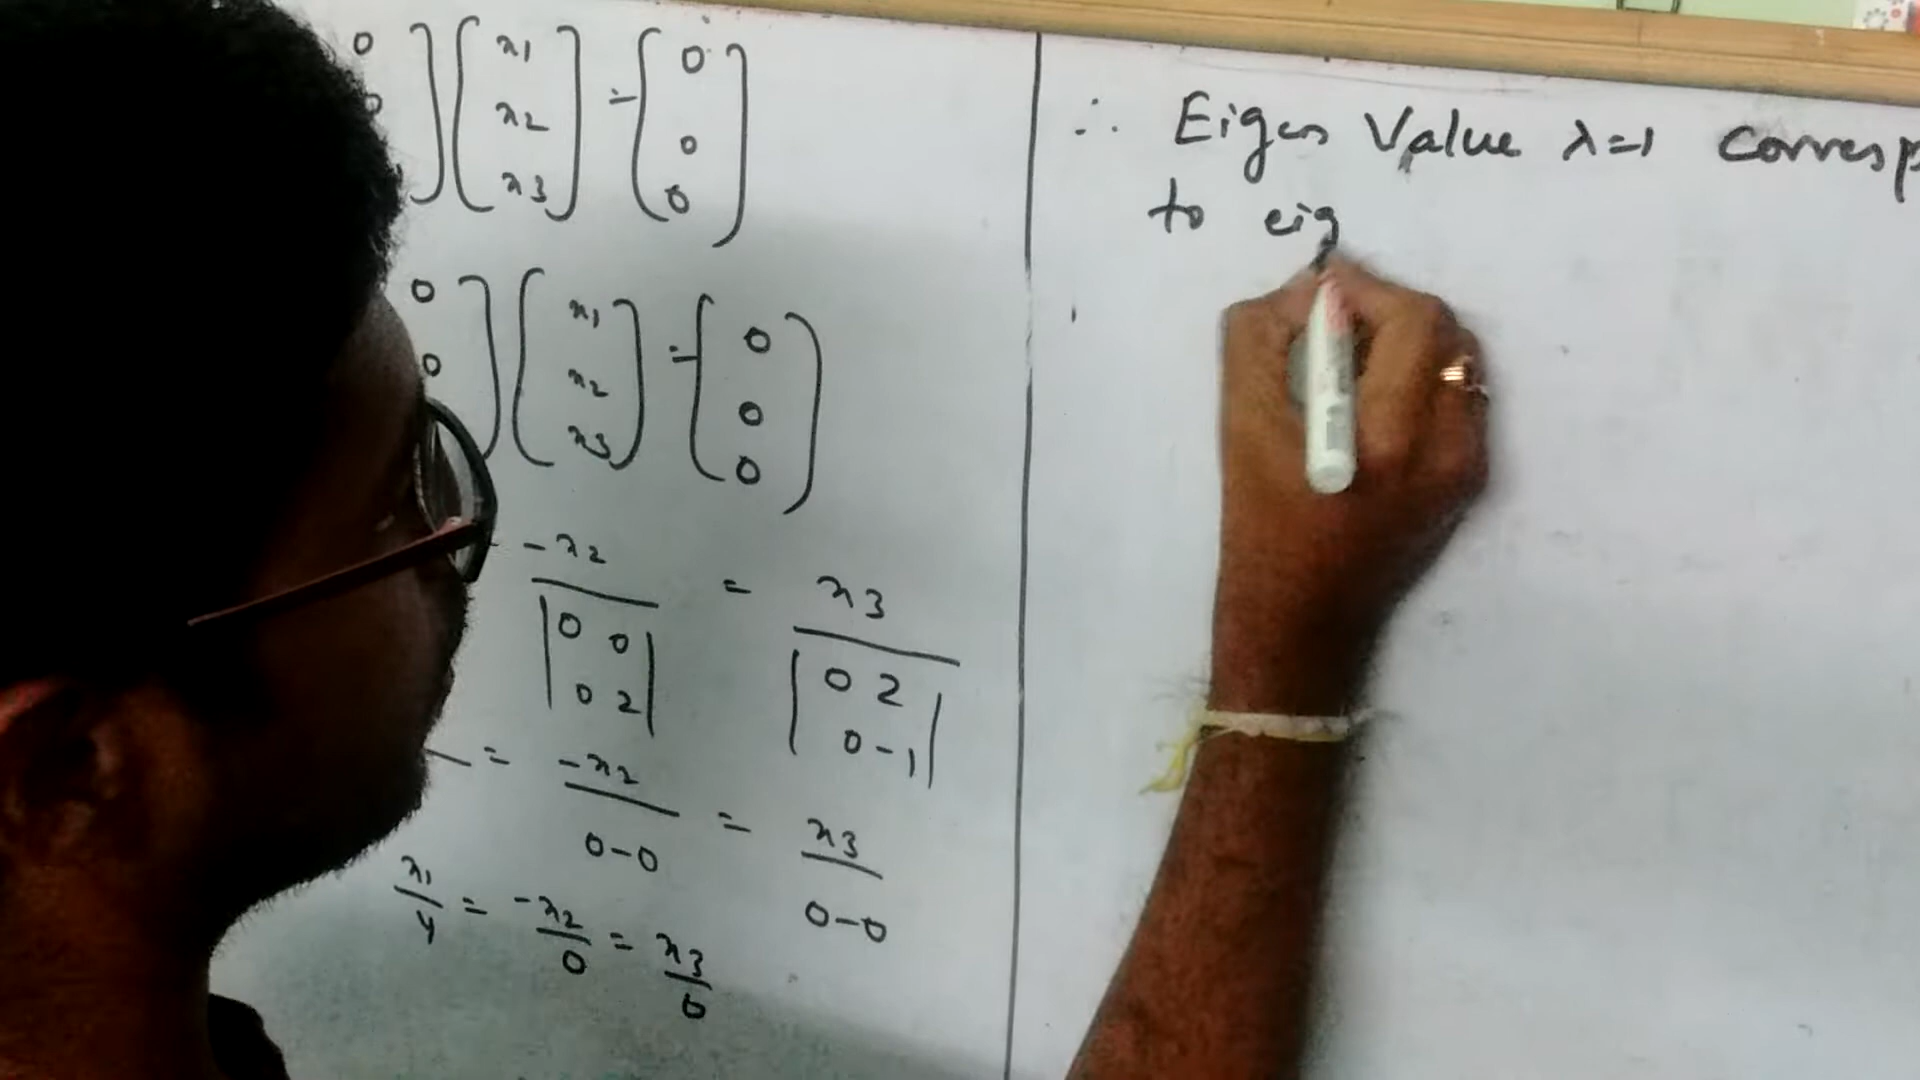 0 ] [ x1 ] = [ 0 ]
0 ] [ x2 ] = [ 0 ]
] [ x3 ] = [ 0 ]
0 ] [ x1 ] = [ 0 ]
0 ] [ x2 ] = [ 0 ]
] [ x3 ] = [ 0 ]
-x2 = x3
| 0 0 | | 0 2 |
| 0 2 | | 0 -1 |
= -x2 = x3
0-0 0-0
x1/4 = -x2/0 = x3/0
∴ Eigen Value λ=1 corresp
to eig